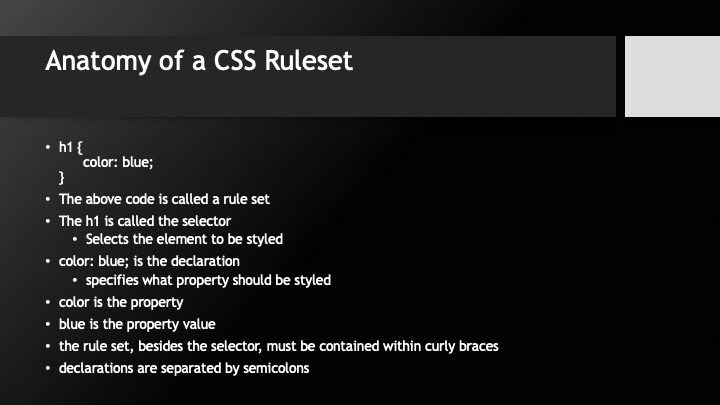 Anatomy of a CSS Ruleset
• h1 {
color: blue;
}
• The above code is called a rule set
• The h1 is called the selector
• Selects the element to be styled
• color: blue; is the declaration
• specifies what property should be styled
• color is the property
• blue is the property value
• the rule set, besides the selector, must be contained within curly braces
• declarations are separated by semicolons